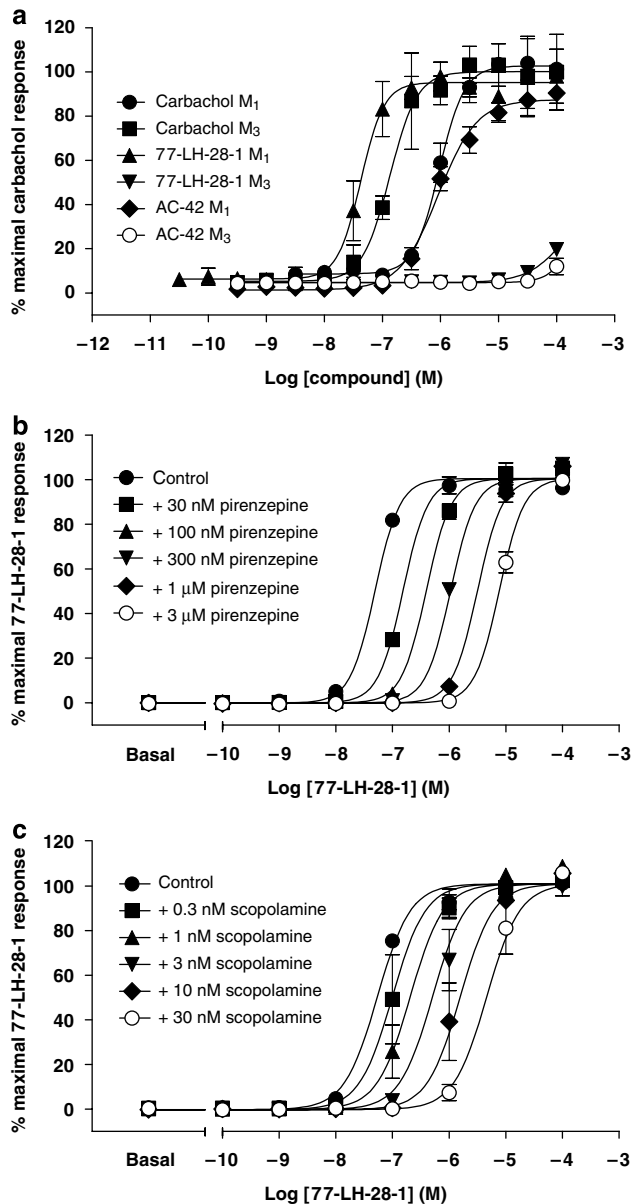 a
% maximal carbachol response
120
100
80
60
40
20
0
Carbachol M1
Carbachol M3
77-LH-28-1 M1
77-LH-28-1 M3
AC-42 M1
AC-42 M3
−12 −11 −10 −9 −8 −7 −6 −5 −4 −3
Log [compound] (M)
b
% maximal 77-LH-28-1 response
120
100
80
60
40
20
0
Control
+ 30 nM pirenzepine
+ 100 nM pirenzepine
+ 300 nM pirenzepine
+ 1 μM pirenzepine
+ 3 μM pirenzepine
Basal −10 −9 −8 −7 −6 −5 −4 −3
Log [77-LH-28-1] (M)
c
% maximal 77-LH-28-1 response
120
100
80
60
40
20
0
Control
+ 0.3 nM scopolamine
+ 1 nM scopolamine
+ 3 nM scopolamine
+ 10 nM scopolamine
+ 30 nM scopolamine
Basal −10 −9 −8 −7 −6 −5 −4 −3
Log [77-LH-28-1] (M)